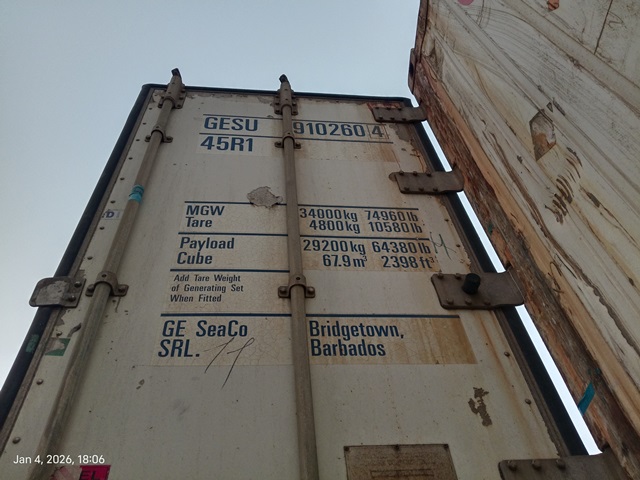 GESU 910260 4
45R1
MGW 34000kg 74960lb
Tare 4800kg 10580lb
Payload 29200kg 64380lb
Cube 67.9m³ 2398ft³
Add Tare Weight
of Generating Set
When Fitted
GE SeaCo Bridgetown,
SRL. Barbados
Jan 4, 2026, 18:06